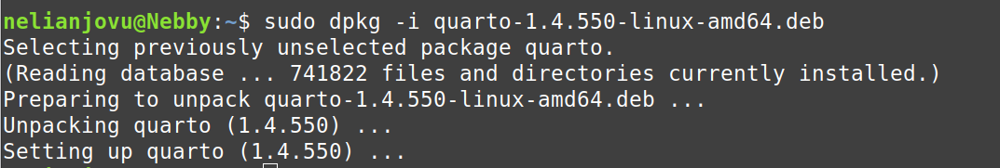 nelianjovu@Nebby:~$ sudo dpkg -i quarto-1.4.550-linux-amd64.deb
Selecting previously unselected package quarto.
(Reading database ... 741822 files and directories currently installed.)
Preparing to unpack quarto-1.4.550-linux-amd64.deb ...
Unpacking quarto (1.4.550) ...
Setting up quarto (1.4.550) ...